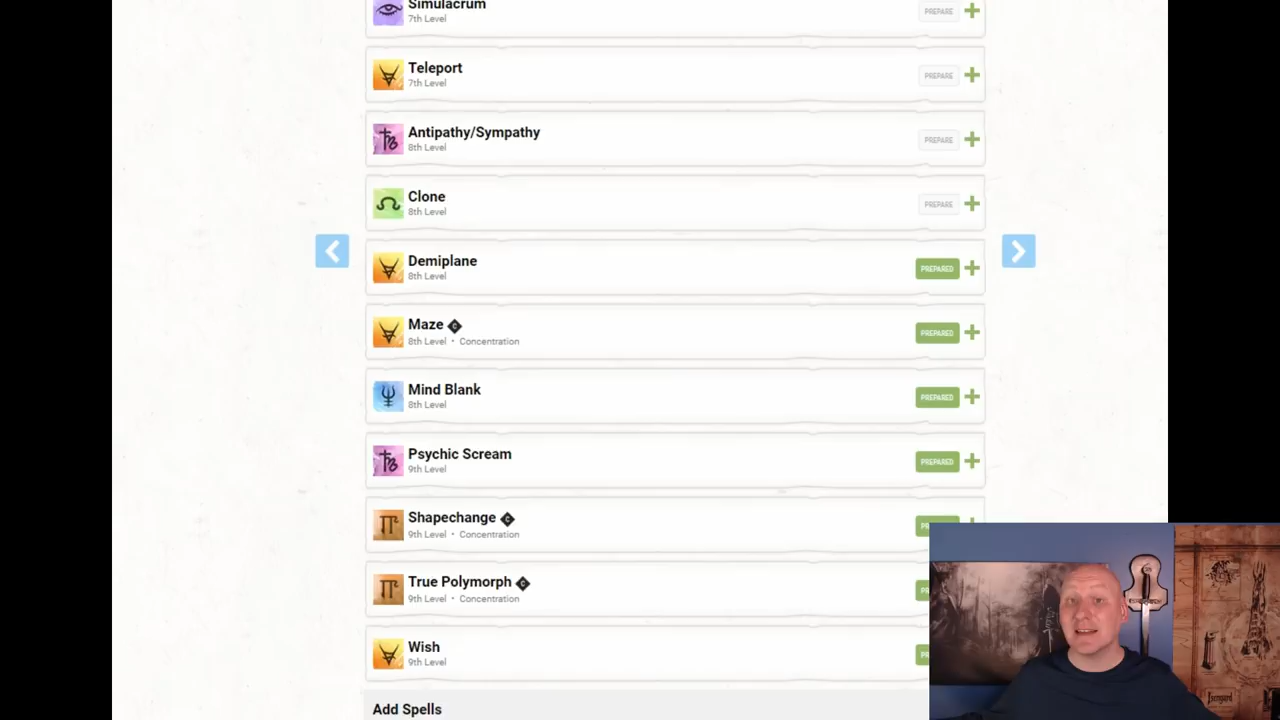 Simulacrum
7th Level
PREPARE
Teleport
7th Level
PREPARE
Antipathy/Sympathy
8th Level
PREPARE
Clone
8th Level
PREPARE
Demiplane
8th Level
PREPARED
Maze
8th Level • Concentration
PREPARED
Mind Blank
8th Level
PREPARED
Psychic Scream
9th Level
PREPARED
Shapechange
9th Level • Concentration
True Polymorph
9th Level • Concentration
Wish
9th Level
Add Spells